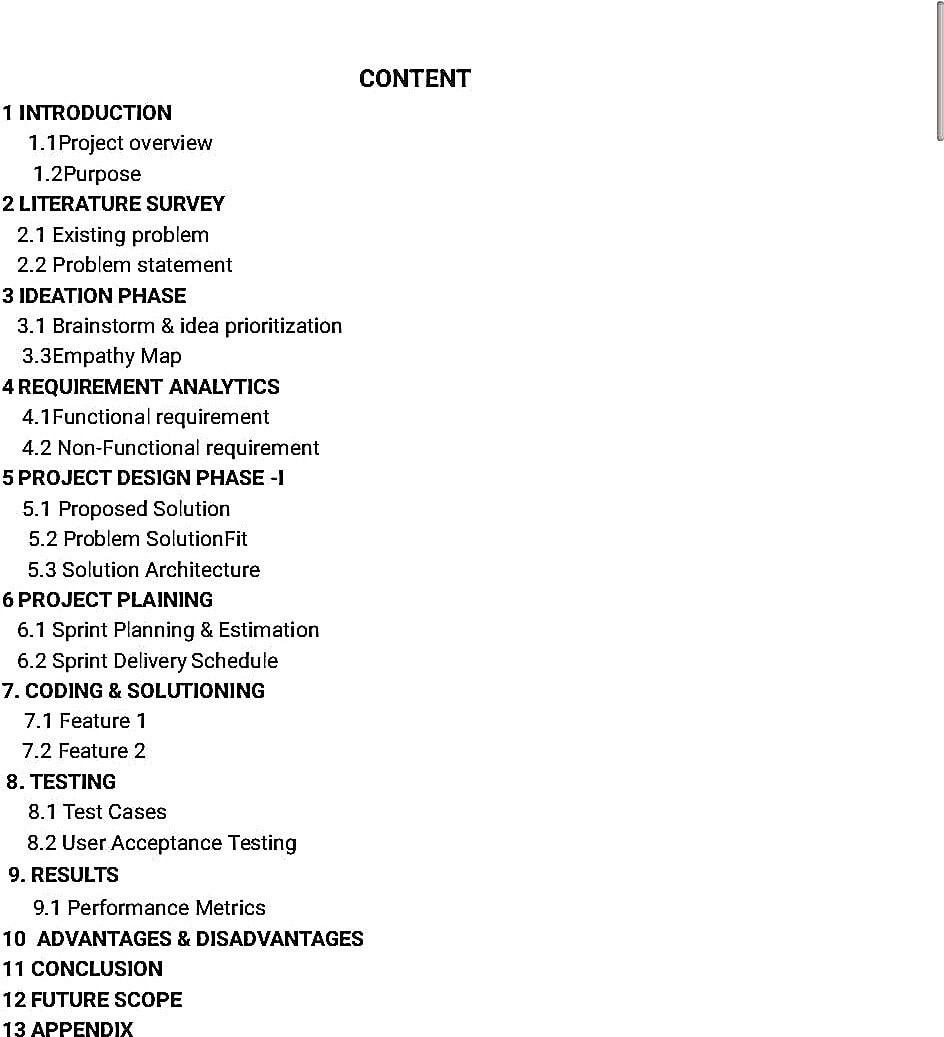 CONTENT
1 INTRODUCTION
1.1Project overview
1.2Purpose
2 LITERATURE SURVEY
2.1 Existing problem
2.2 Problem statement
3 IDEATION PHASE
3.1 Brainstorm & idea prioritization
3.3Empathy Map
4 REQUIREMENT ANALYTICS
4.1Functional requirement
4.2 Non-Functional requirement
5 PROJECT DESIGN PHASE -I
5.1 Proposed Solution
5.2 Problem SolutionFit
5.3 Solution Architecture
6 PROJECT PLAINING
6.1 Sprint Planning & Estimation
6.2 Sprint Delivery Schedule
7. CODING & SOLUTIONING
7.1 Feature 1
7.2 Feature 2
8. TESTING
8.1 Test Cases
8.2 User Acceptance Testing
9. RESULTS
9.1 Performance Metrics
10 ADVANTAGES & DISADVANTAGES
11 CONCLUSION
12 FUTURE SCOPE
13 APPENDIX